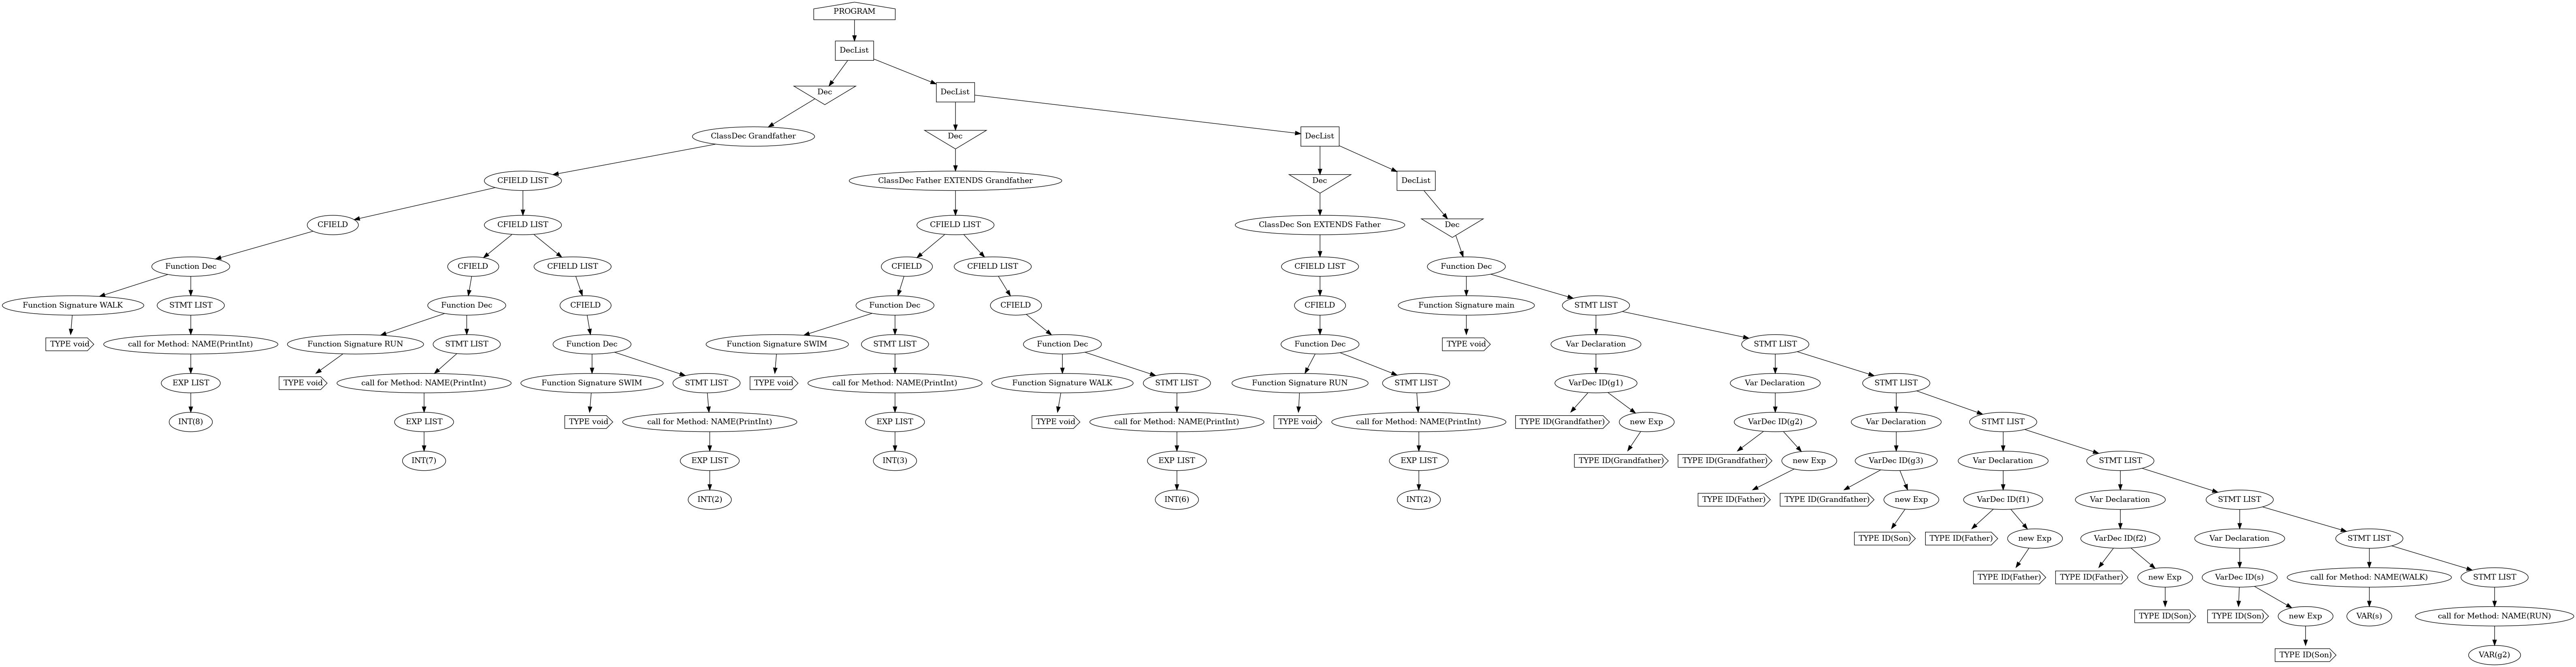 PROGRAM
DecList
Dec
DecList
ClassDec Grandfather
Dec
DecList
CFIELD LIST
ClassDec Father EXTENDS Grandfather
Dec
DecList
CFIELD
CFIELD LIST
CFIELD LIST
ClassDec Son EXTENDS Father
Dec
Function Dec
CFIELD
CFIELD LIST
CFIELD
CFIELD LIST
CFIELD LIST
Function Dec
Function Signature WALK
STMT LIST
Function Dec
CFIELD
Function Dec
CFIELD
CFIELD
Function Signature main
STMT LIST
TYPE void
call for Method: NAME(PrintInt)
Function Signature RUN
STMT LIST
Function Dec
Function Signature SWIM
STMT LIST
Function Dec
Function Dec
TYPE void
Var Declaration
STMT LIST
EXP LIST
TYPE void
call for Method: NAME(PrintInt)
Function Signature SWIM
STMT LIST
TYPE void
call for Method: NAME(PrintInt)
Function Signature WALK
STMT LIST
Function Signature RUN
STMT LIST
VarDec ID(g1)
Var Declaration
STMT LIST
INT(8)
EXP LIST
TYPE void
call for Method: NAME(PrintInt)
EXP LIST
TYPE void
call for Method: NAME(PrintInt)
TYPE void
call for Method: NAME(PrintInt)
TYPE ID(Grandfather)
new Exp
VarDec ID(g2)
Var Declaration
STMT LIST
INT(7)
EXP LIST
INT(3)
EXP LIST
EXP LIST
TYPE ID(Grandfather)
TYPE ID(Grandfather)
new Exp
VarDec ID(g3)
Var Declaration
STMT LIST
INT(2)
INT(6)
INT(2)
TYPE ID(Father)
TYPE ID(Grandfather)
new Exp
VarDec ID(f1)
Var Declaration
STMT LIST
TYPE ID(Son)
TYPE ID(Father)
new Exp
VarDec ID(f2)
Var Declaration
STMT LIST
TYPE ID(Father)
TYPE ID(Father)
new Exp
VarDec ID(s)
call for Method: NAME(WALK)
STMT LIST
TYPE ID(Son)
TYPE ID(Son)
new Exp
VAR(s)
call for Method: NAME(RUN)
TYPE ID(Son)
VAR(g2)